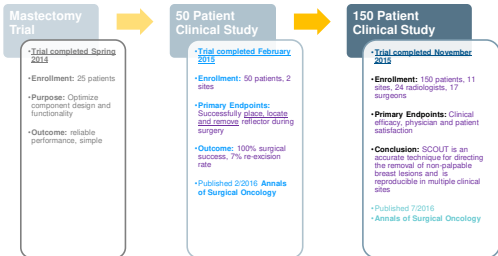 Mastectomy
Trial
•Trial completed Spring
2014
•Enrollment: 25 patients
•Purpose: Optimize
component design and
functionality
•Outcome: reliable
performance, simple
50 Patient
Clinical Study
•Trial completed February
2015
•Enrollment: 50 patients, 2
sites
•Primary Endpoints:
Successfully place, locate
and remove reflector during
surgery
•Outcome: 100% surgical
success, 7% re-excision
rate
•Published 2/2016 Annals
of Surgical Oncology
150 Patient
Clinical Study
•Trial completed November
2015
•Enrollment: 150 patients, 11
sites, 24 radiologists, 17
surgeons
•Primary Endpoints: Clinical
efficacy, physician and patient
satisfaction
•Conclusion: SCOUT is an
accurate technique for directing
the removal of non-palpable
breast lesions and is
reproducible in multiple clinical
sites
•Published 7/2016
•Annals of Surgical Oncology